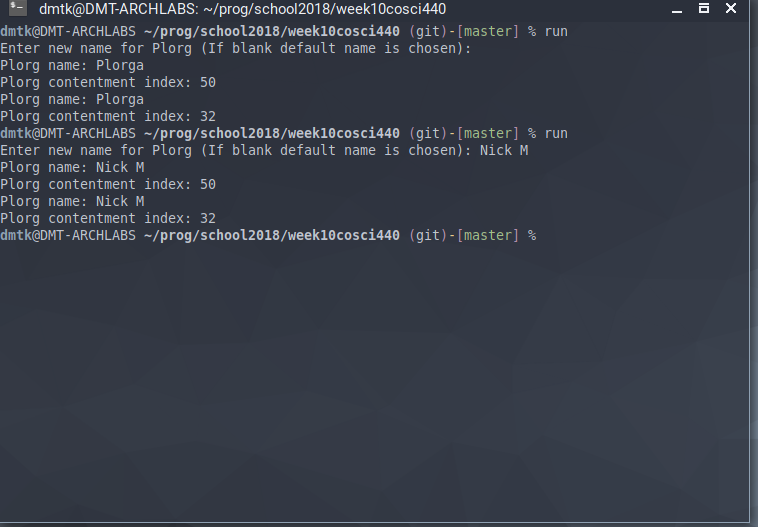 dmtk@DMT-ARCHLABS: ~/prog/school2018/week10cosci440
dmtk@DMT-ARCHLABS ~/prog/school2018/week10cosci440 (git)-[master] % run
Enter new name for Plorg (If blank default name is chosen):
Plorg name: Plorga
Plorg contentment index: 50
Plorg name: Plorga
Plorg contentment index: 32
dmtk@DMT-ARCHLABS ~/prog/school2018/week10cosci440 (git)-[master] % run
Enter new name for Plorg (If blank default name is chosen): Nick M
Plorg name: Nick M
Plorg contentment index: 50
Plorg name: Nick M
Plorg contentment index: 32
dmtk@DMT-ARCHLABS ~/prog/school2018/week10cosci440 (git)-[master] %